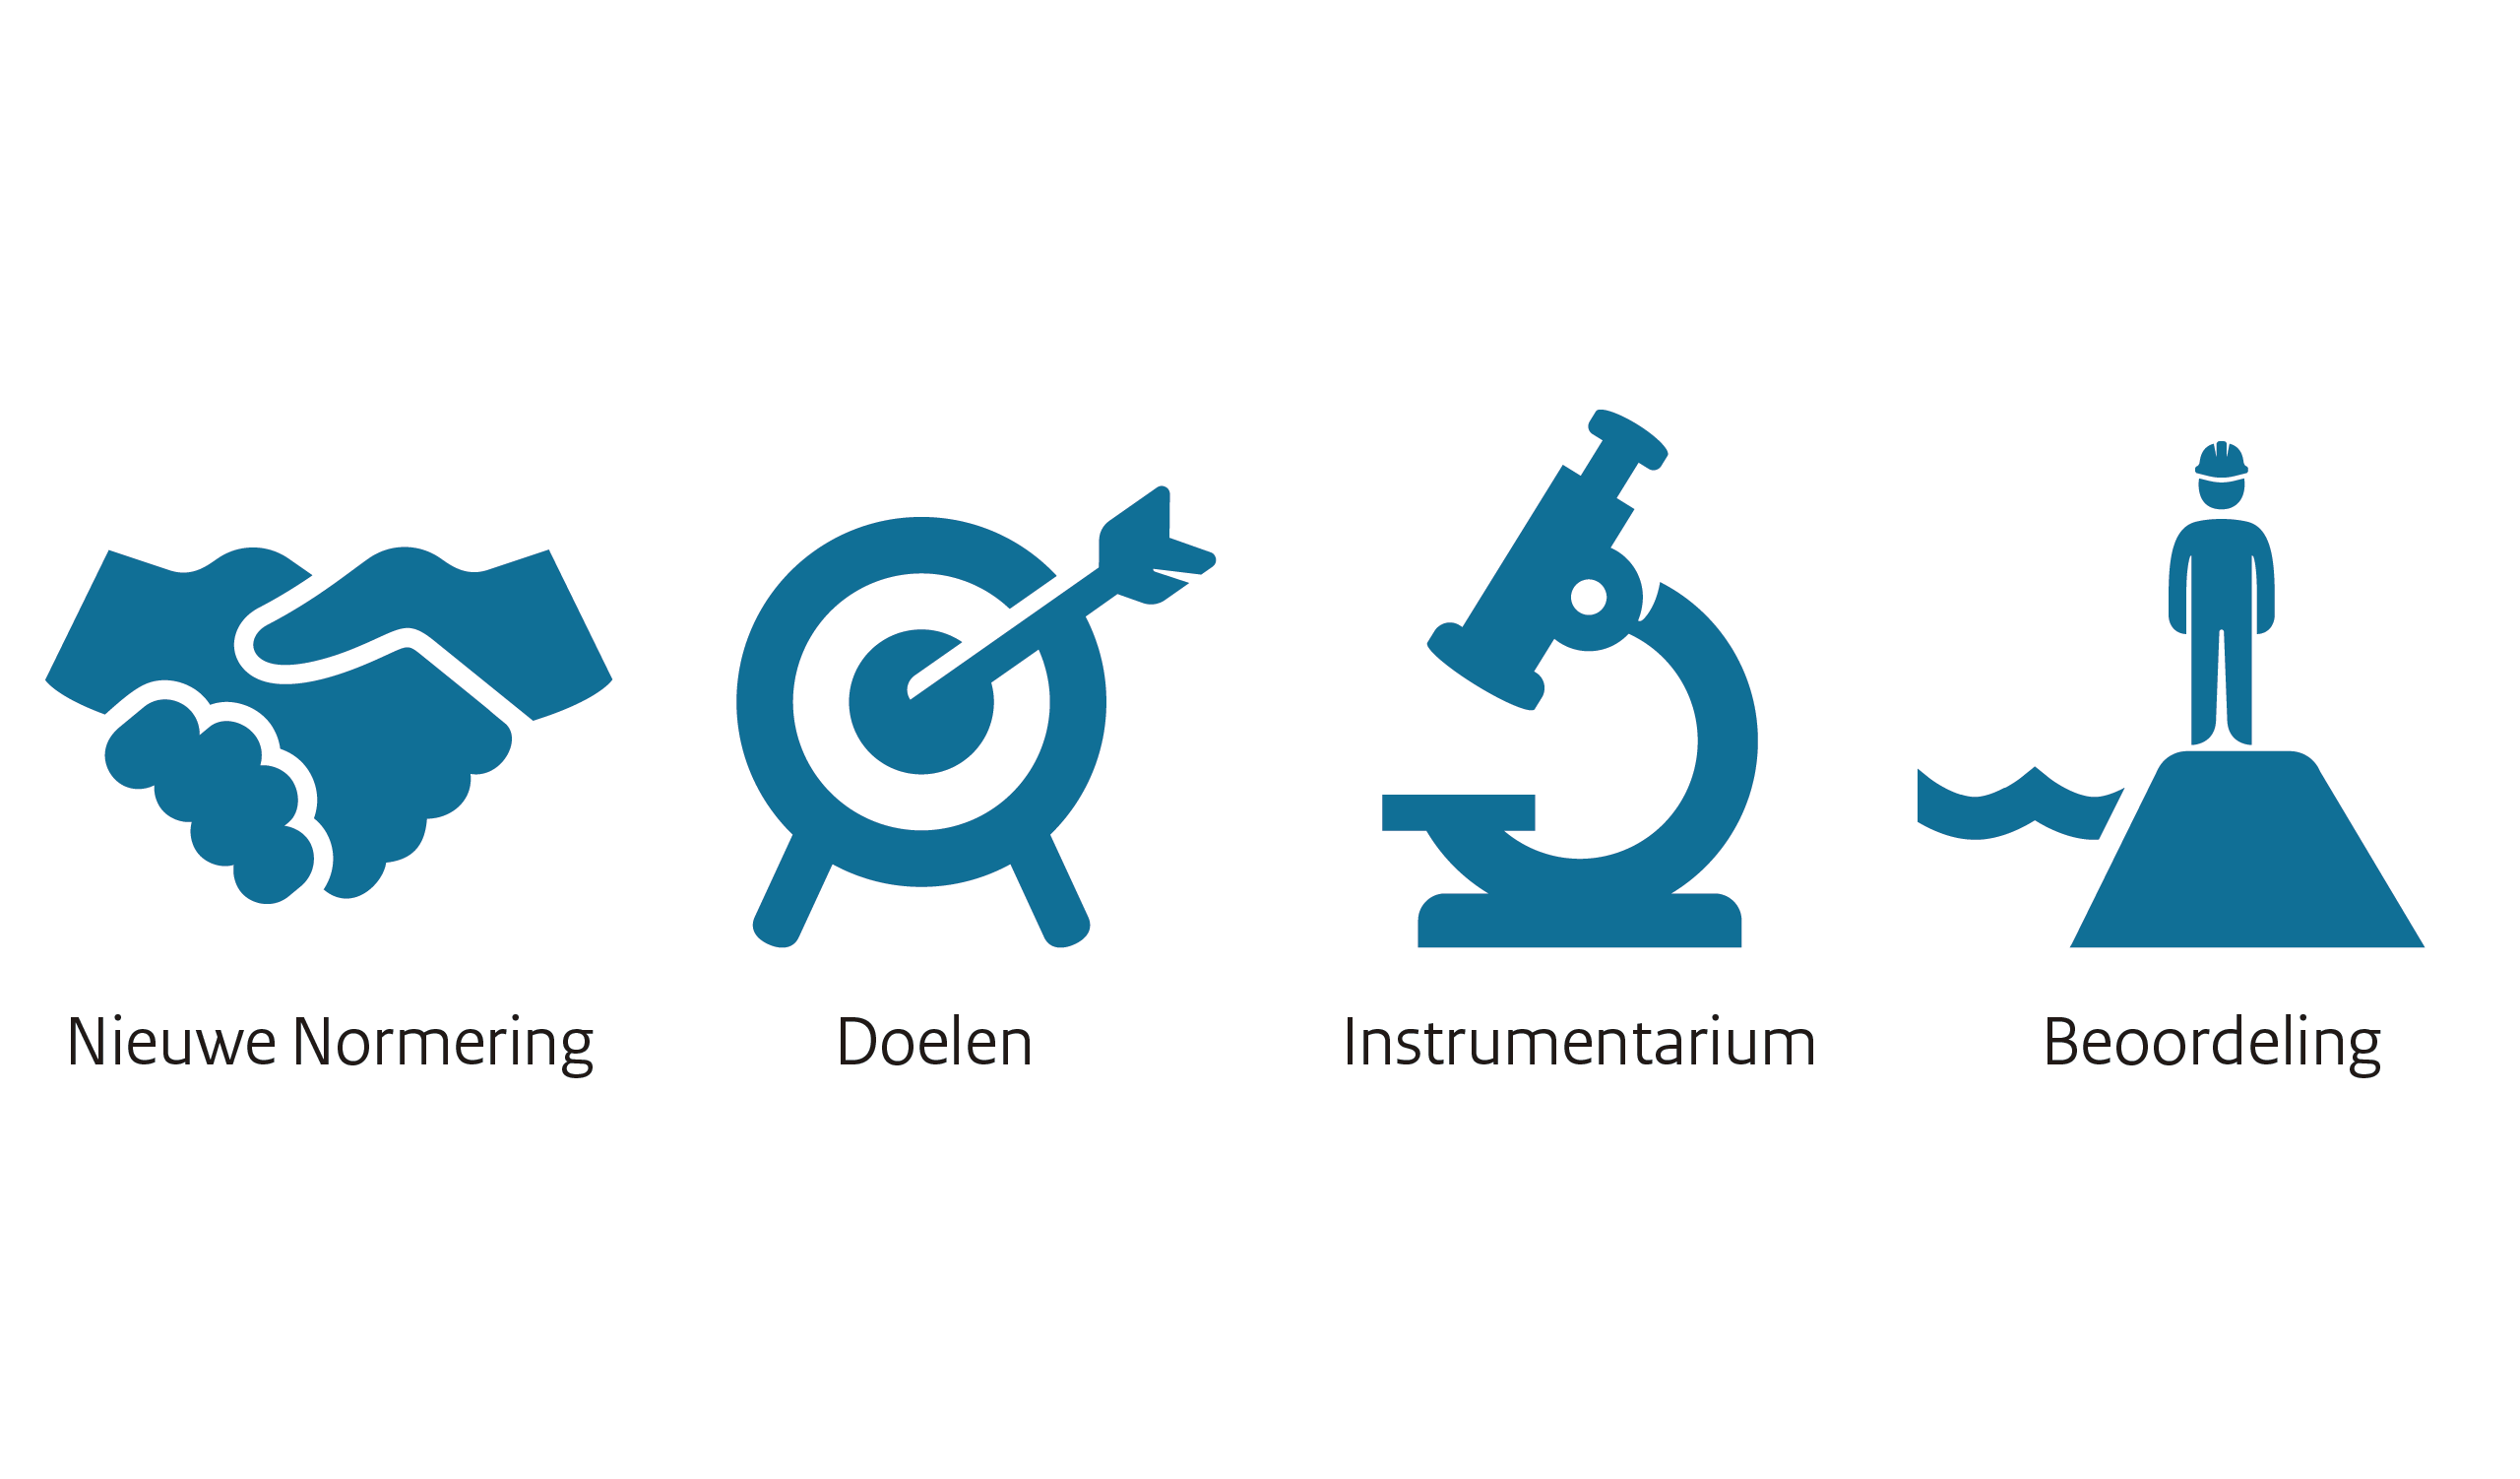 Nieuwe Normering
Doelen
Instrumentarium
Beoordeling